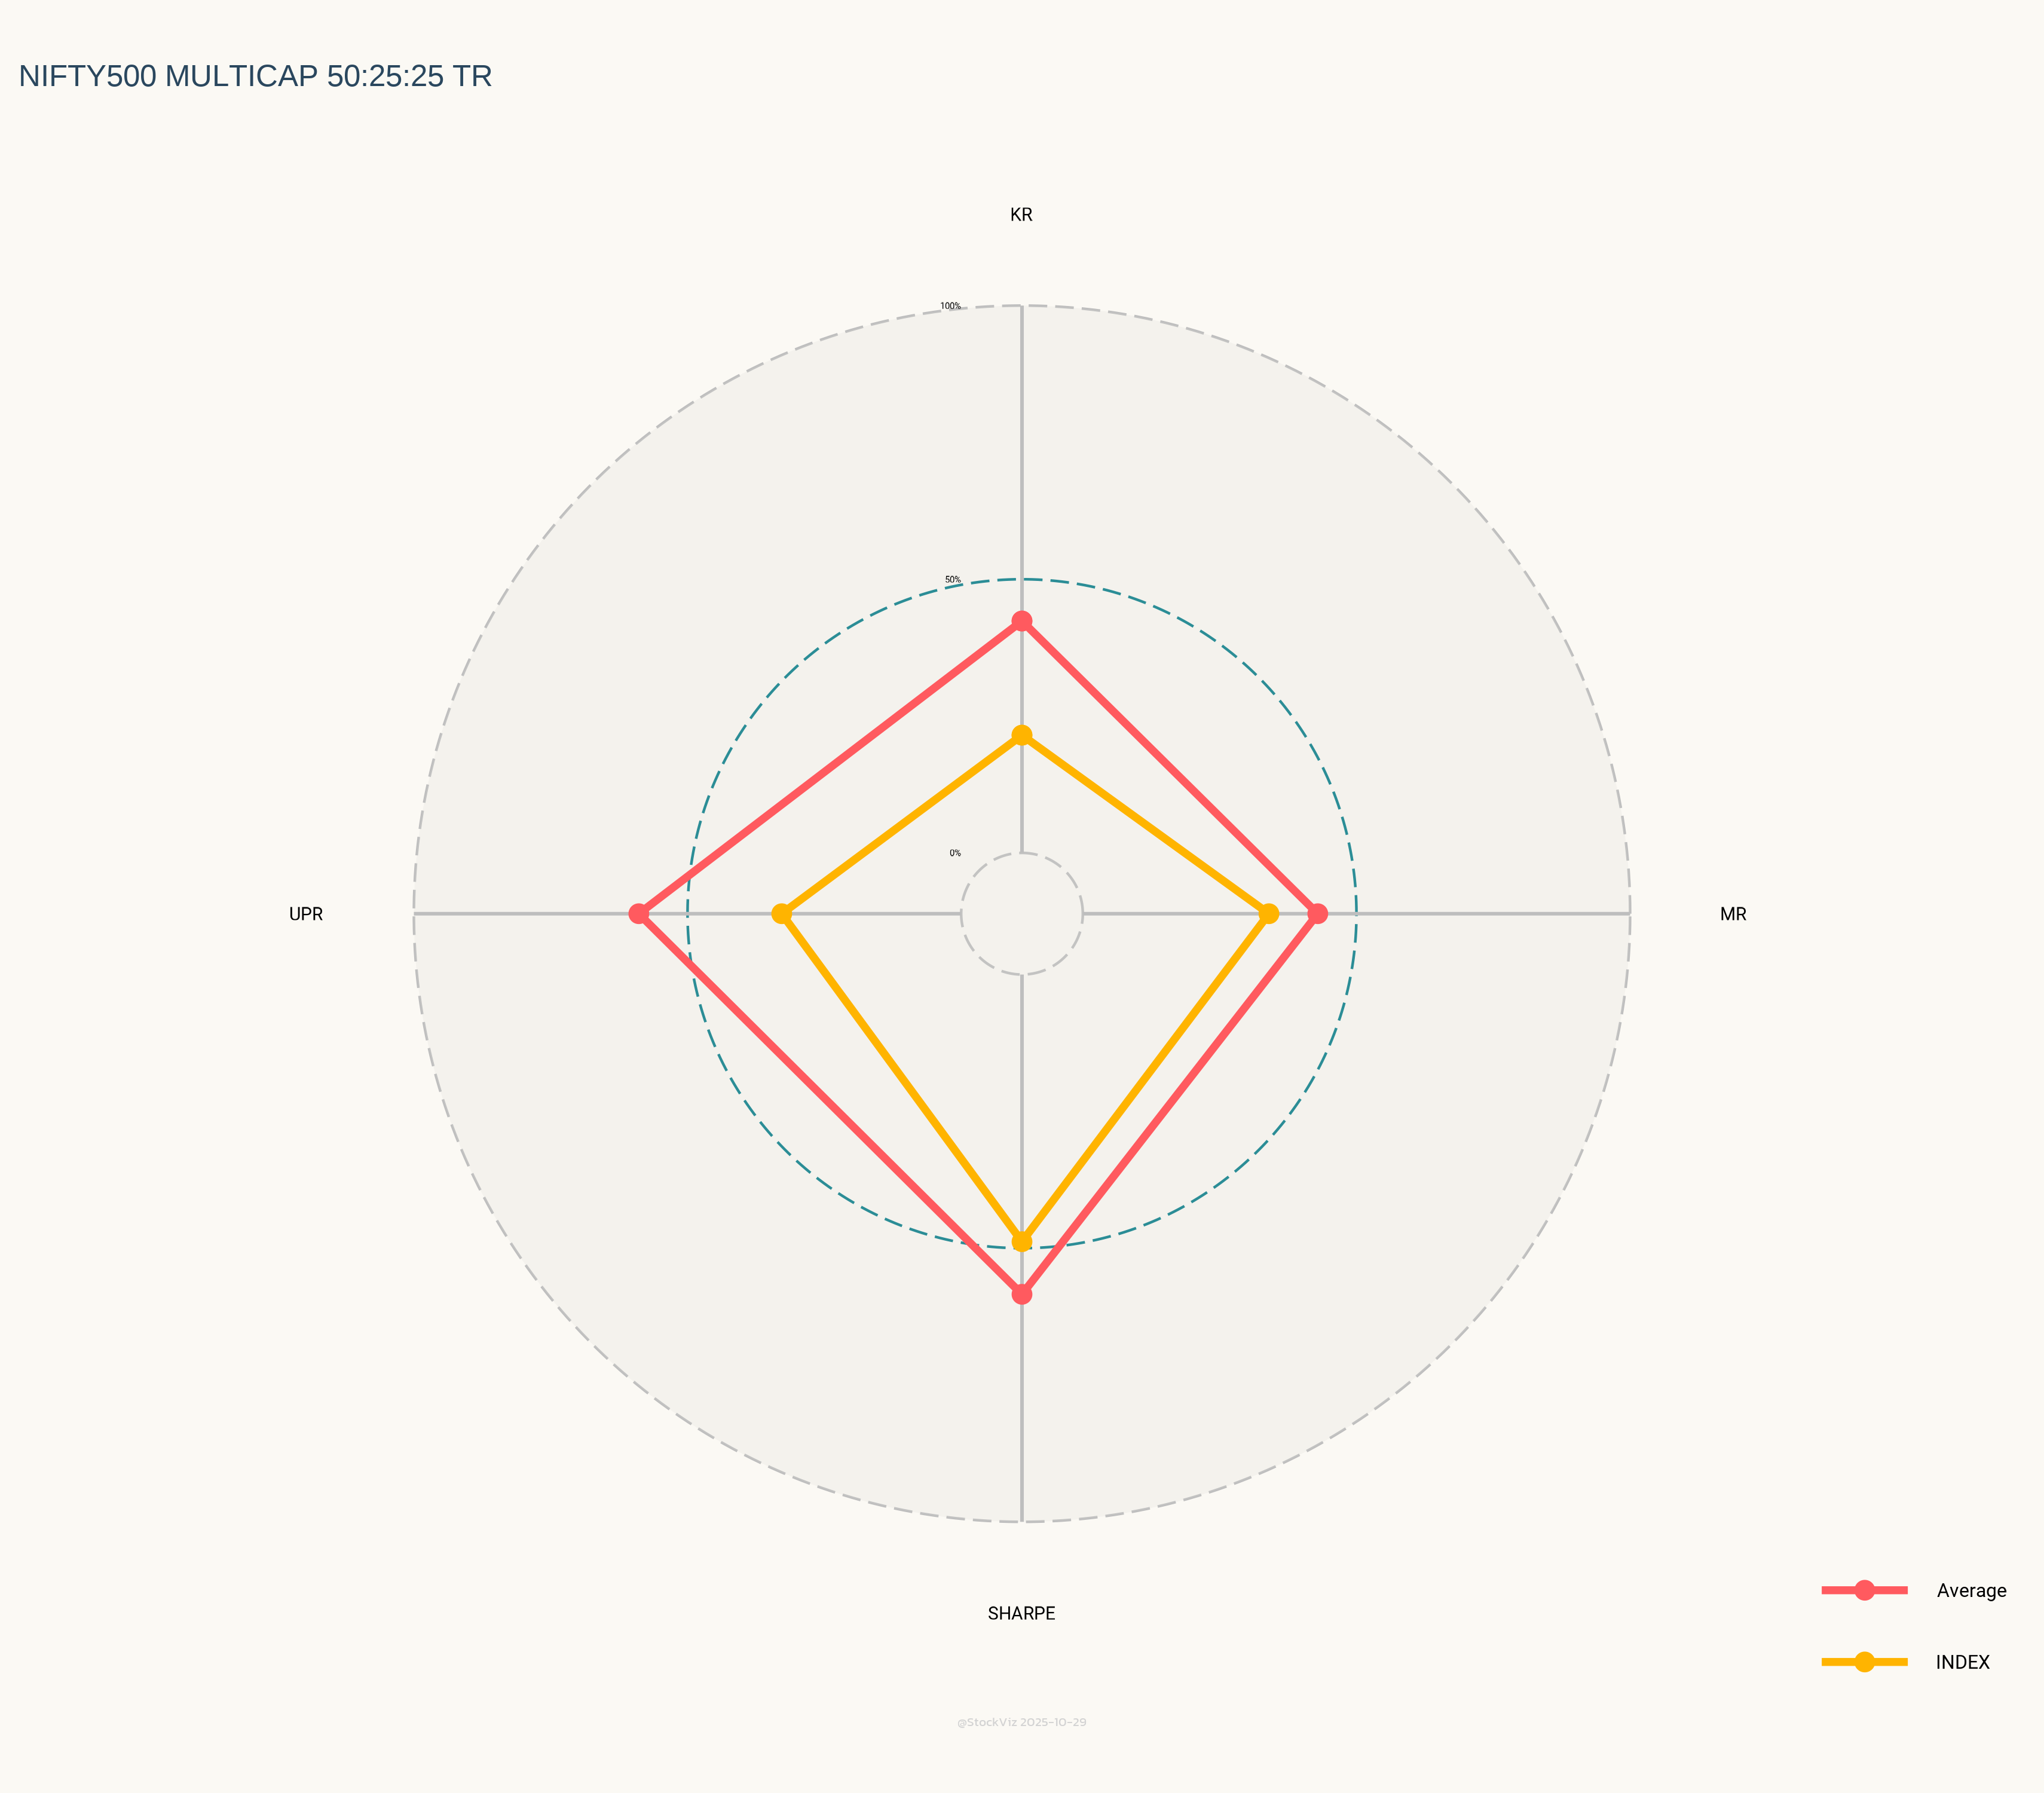 NIFTY500 MULTICAP 50:25:25 TR
KR
100%
50%
0%
UPR
MR
SHARPE
Average
INDEX
@StockViz 2025-10-29